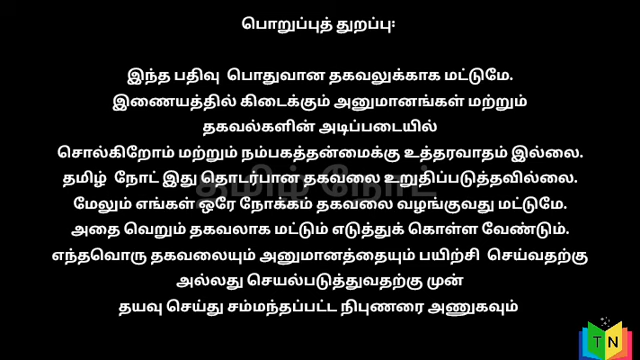 பொறுப்புத் துறப்பு:
இந்த பதிவு பொதுவான தகவலுக்காக மட்டுமே.
இணையத்தில் கிடைக்கும் அனுமானங்கள் மற்றும்
தகவல்களின் அடிப்படையில்
சொல்கிறோம் மற்றும் நம்பகத்தன்மைக்கு உத்தரவாதம் இல்லை.
தமிழ் நோட் இது தொடர்பான தகவலை உறுதிப்படுத்தவில்லை.
தமிழ் நோட்
மேலும் எங்கள் ஒரே நோக்கம் தகவலை வழங்குவது மட்டுமே.
அதை வெறும் தகவலாக மட்டும் எடுத்துக் கொள்ள வேண்டும்.
எந்தவொரு தகவலையும் அனுமானத்தையும் பயிற்சி செய்வதற்கு
அல்லது செயல்படுத்துவதற்கு முன்
தயவு செய்து சம்மந்தப்பட்ட நிபுணரை அணுகவும்
T N